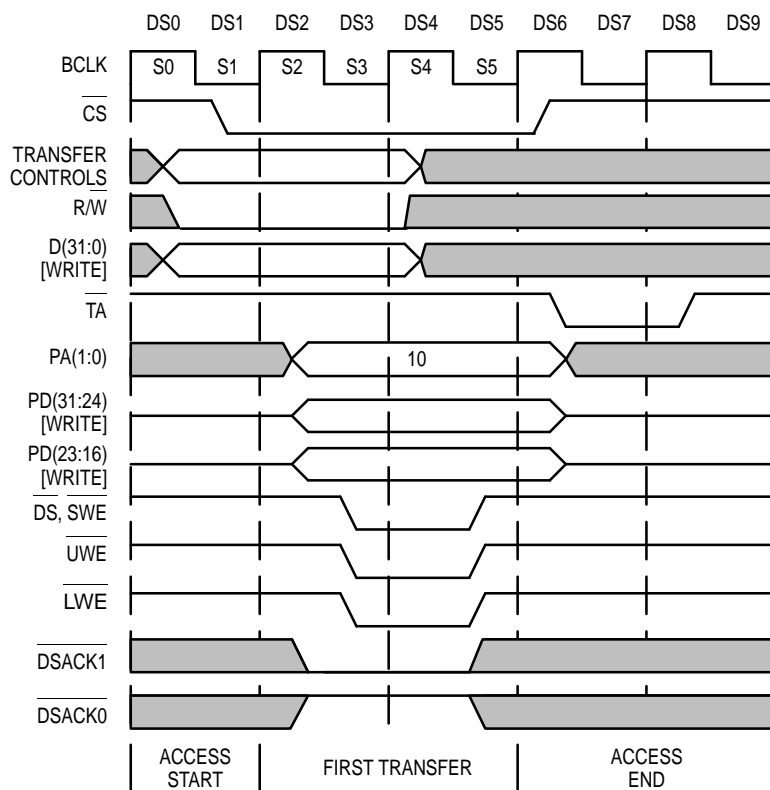 DS0 DS1 DS2 DS3 DS4 DS5 DS6 DS7 DS8 DS9
BCLK S0 S1 S2 S3 S4 S5
CS
TRANSFER
CONTROLS
R/W
D(31:0)
[WRITE]
TA
PA(1:0) 10
PD(31:24)
[WRITE]
PD(23:16)
[WRITE]
DS, SWE
UWE
LWE
DSACK1
DSACK0
ACCESS
START
FIRST TRANSFER
ACCESS
END